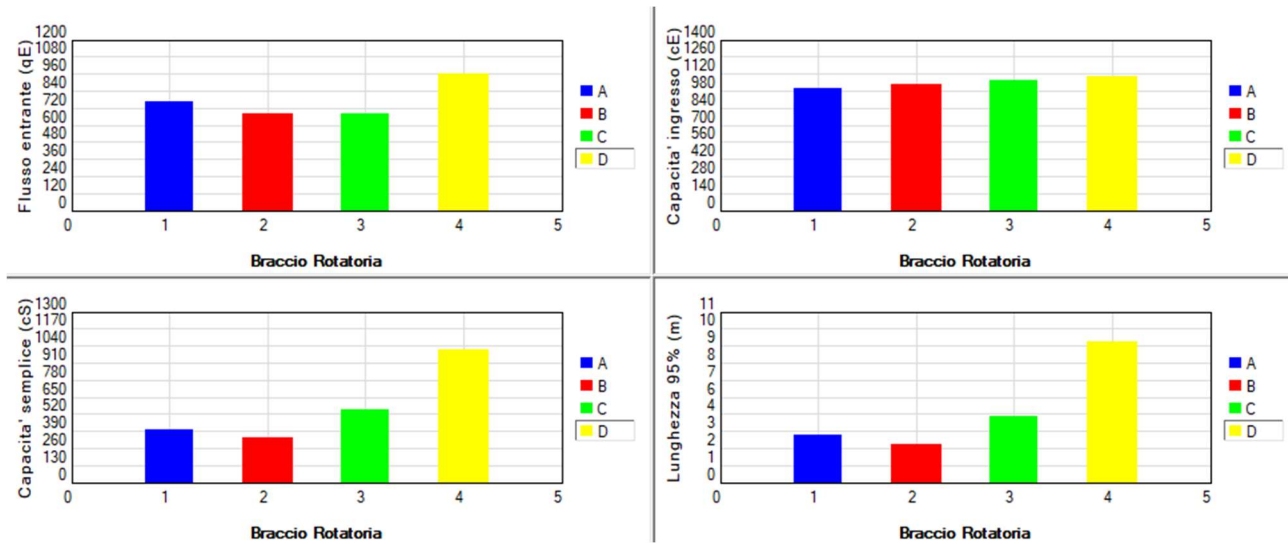 Flusso entrante (qE)
1200
1080
960
840
720
600
480
360
240
120
0
0 1 2 3 4 5
Braccio Rotatoria
A
B
C
D
Capacita' ingresso (cE)
1400
1260
1120
980
840
700
560
420
280
140
0
0 1 2 3 4 5
Braccio Rotatoria
A
B
C
D
Capacita' semplice (cS)
1300
1170
1040
910
780
650
520
390
260
130
0
0 1 2 3 4 5
Braccio Rotatoria
A
B
C
D
Lunghezza 95% (m)
11
10
9
8
7
6
5
4
3
2
1
0
0 1 2 3 4 5
Braccio Rotatoria
A
B
C
D